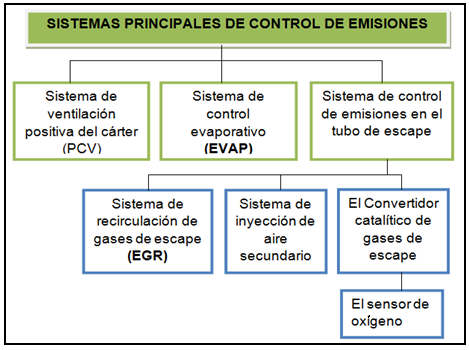 SISTEMAS PRINCIPALES DE CONTROL DE EMISIONES
Sistema de
ventilación
positiva del cárter
(PCV)
Sistema de
control
evaporativo
(EVAP)
Sistema de control
de emisiones en el
tubo de escape
Sistema de
recirculación de
gases de escape
(EGR)
Sistema de
inyección de
aire
secundario
El Convertidor
catalítico de
gases de
escape
El sensor de
oxígeno